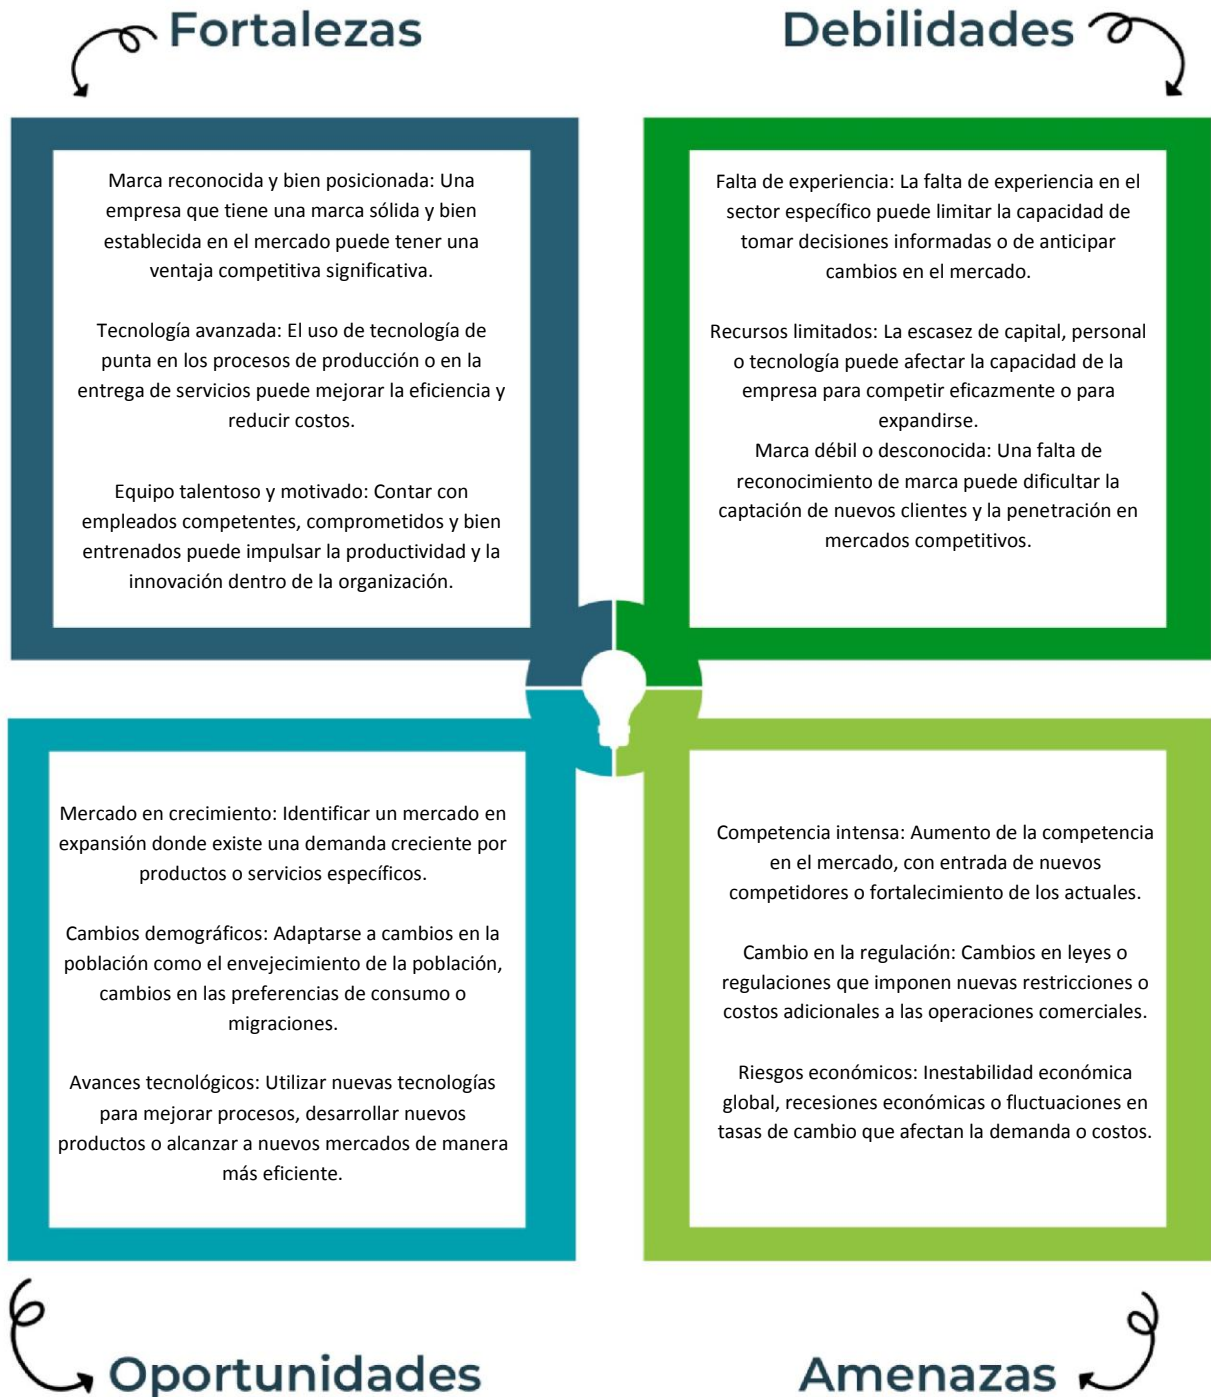 Fortalezas
Marca reconocida y bien posicionada: Una
empresa que tiene una marca sólida y bien
establecida en el mercado puede tener una
ventaja competitiva significativa.
Tecnología avanzada: El uso de tecnología de
punta en los procesos de producción o en la
entrega de servicios puede mejorar la eficiencia y
reducir costos.
Equipo talentoso y motivado: Contar con
empleados competentes, comprometidos y bien
entrenados puede impulsar la productividad y la
innovación dentro de la organización.
Debilidades
Falta de experiencia: La falta de experiencia en el
sector específico puede limitar la capacidad de
tomar decisiones informadas o de anticipar
cambios en el mercado.
Recursos limitados: La escasez de capital, personal
o tecnología puede afectar la capacidad de la
empresa para competir eficazmente o para
expandirse.
Marca débil o desconocida: Una falta de
reconocimiento de marca puede dificultar la
captación de nuevos clientes y la penetración en
mercados competitivos.
Mercado en crecimiento: Identificar un mercado en
expansión donde existe una demanda creciente por
productos o servicios específicos.
Cambios demográficos: Adaptarse a cambios en la
población como el envejecimiento de la población,
cambios en las preferencias de consumo o
migraciones.
Avances tecnológicos: Utilizar nuevas tecnologías
para mejorar procesos, desarrollar nuevos
productos o alcanzar a nuevos mercados de manera
más eficiente.
Oportunidades
Competencia intensa: Aumento de la competencia
en el mercado, con entrada de nuevos
competidores o fortalecimiento de los actuales.
Cambio en la regulación: Cambios en leyes o
regulaciones que imponen nuevas restricciones o
costos adicionales a las operaciones comerciales.
Riesgos económicos: Inestabilidad económica
global, recesiones económicas o fluctuaciones en
tasas de cambio que afectan la demanda o costos.
Amenazas